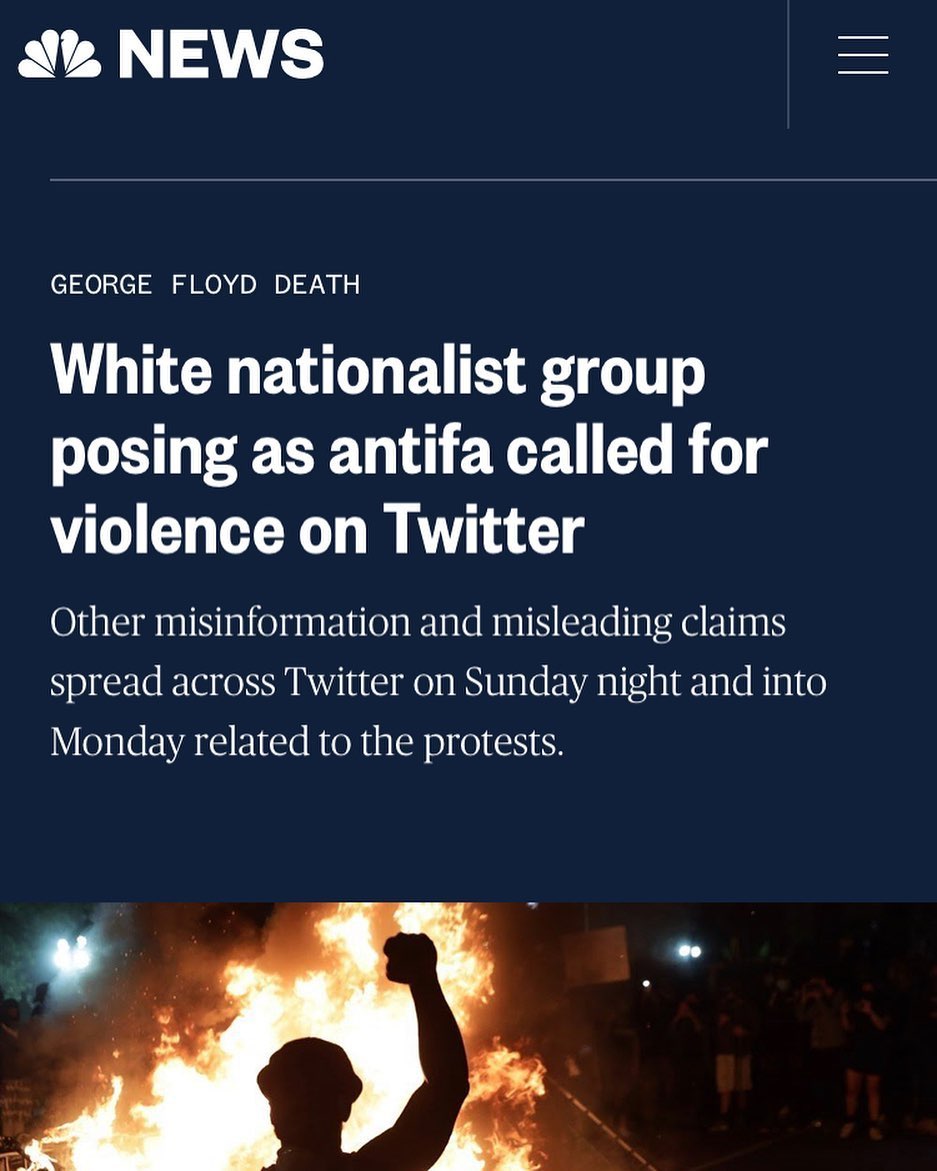 NEWS
GEORGE FLOYD DEATH
White nationalist group
posing as antifa called for
violence on Twitter
Other misinformation and misleading claims
spread across Twitter on Sunday night and into
Monday related to the protests.